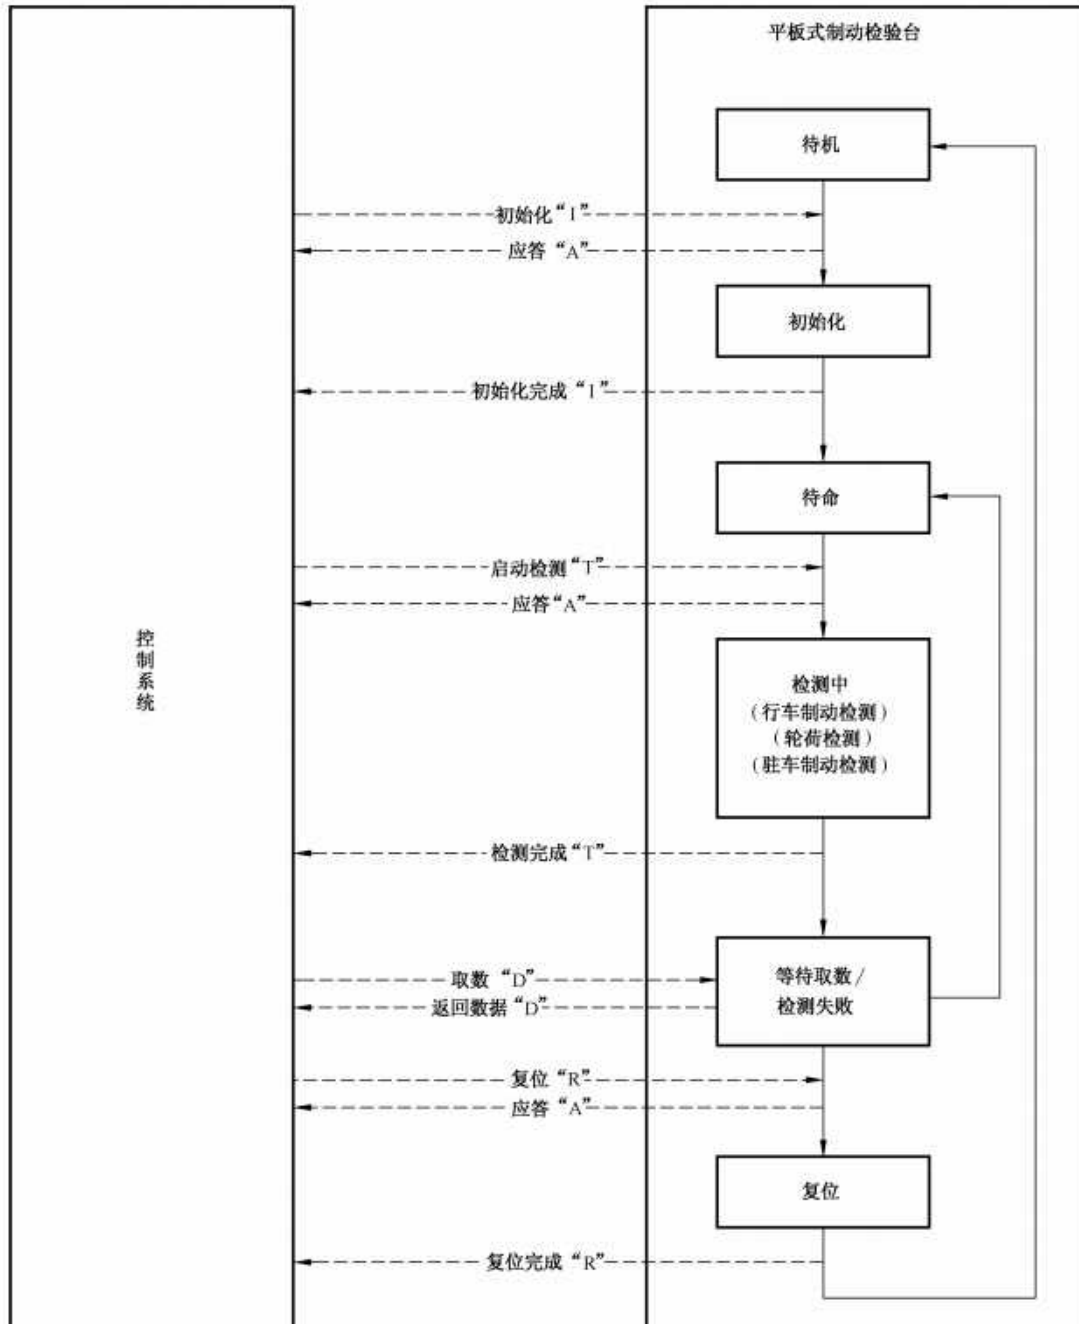 平板式制动检验台
待机
初始化“I”
应答“A”
初始化
初始化完成“I”
待命
启动检测“T”
应答“A”
控制系统
检测中
(行车制动检测)
(轮荷检测)
(驻车制动检测)
检测完成“T”
取数“D”
返回数据“D”
等待取数/
检测失败
复位“R”
应答“A”
复位
复位完成“R”